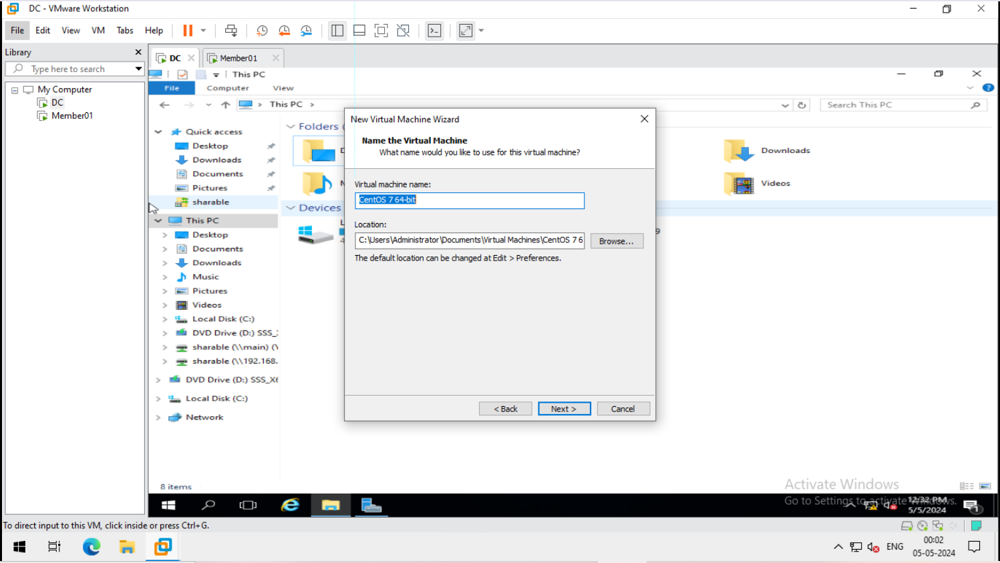 DC - VMware Workstation
File Edit View VM Tabs Help
Library
Type here to search
My Computer
DC
Member01
DC
Member01
This PC
File Computer View
This PC
Search This PC
Quick access
Desktop
Downloads
Documents
Pictures
sharable
This PC
Desktop
Documents
Downloads
Music
Pictures
Videos
Local Disk (C:)
DVD Drive (D:) SSS_
sharable (\\main) (
sharable (\\192.168.
DVD Drive (D:) SSS_X6
Local Disk (C:)
Network
Folders (
Downloads
Videos
Devices
9
New Virtual Machine Wizard
Name the Virtual Machine
What name would you like to use for this virtual machine?
Virtual machine name:
CentOS 7 64-bit
Location:
C:\Users\Administrator\Documents\Virtual Machines\CentOS 7 6
Browse...
The default location can be changed at Edit > Preferences.
< Back Next > Cancel
8 items
Activate Windows
Go to Settings to activate Windows.
12:32 PM
5/5/2024
1
To direct input to this VM, click inside or press Ctrl+G.
ENG
00:02
05-05-2024